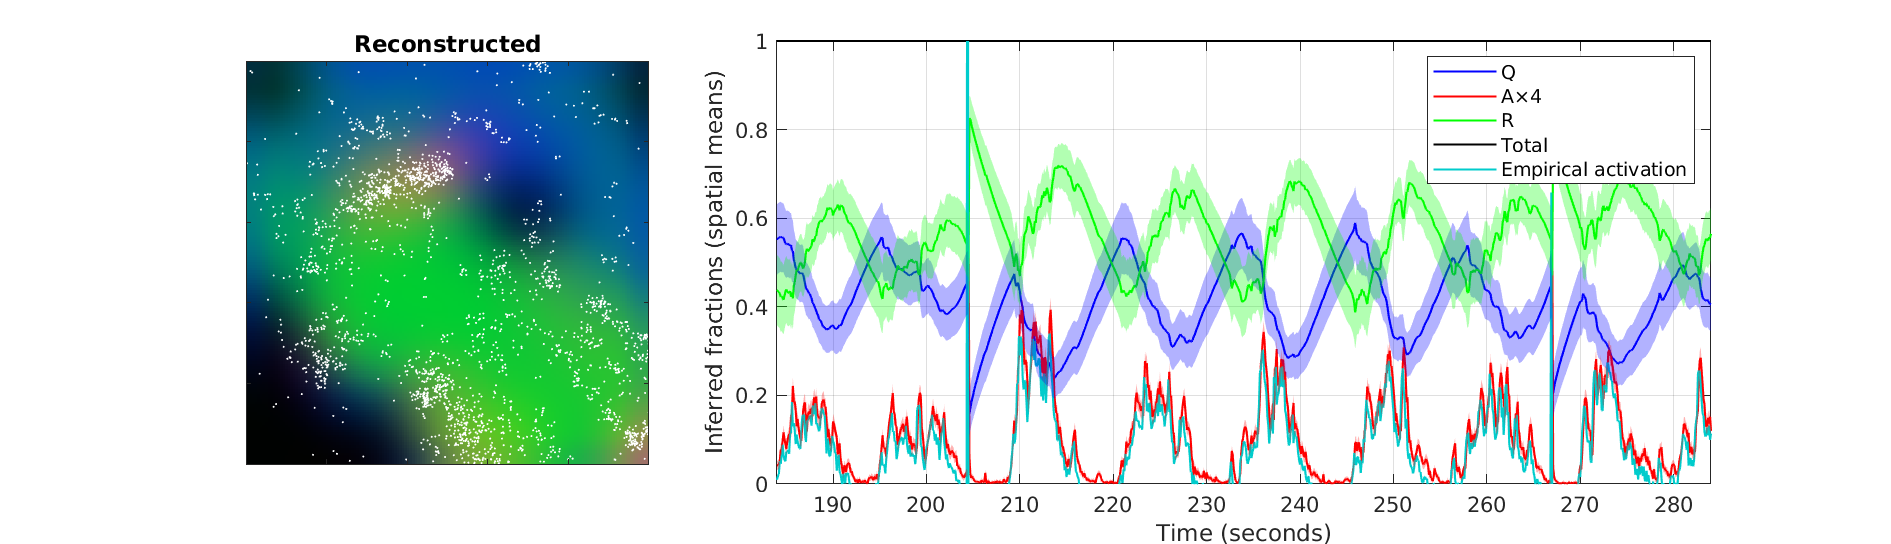 Reconstructed
Inferred fractions (spatial means)
1
0.8
0.6
0.4
0.2
0
Q
A×4
R
Total
Empirical activation
190 200 210 220 230 240 250 260 270 280
Time (seconds)